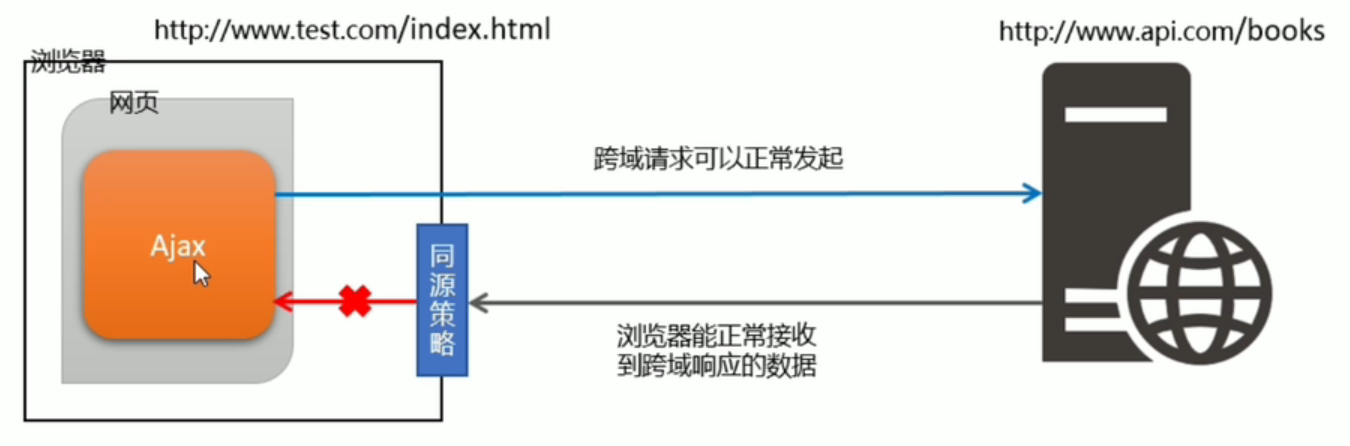 http://www.test.com/index.html
http://www.api.com/books
浏览器
网页
跨域请求可以正常发起
Ajax
同
源
策
略
浏览器能正常接收
到跨域响应的数据